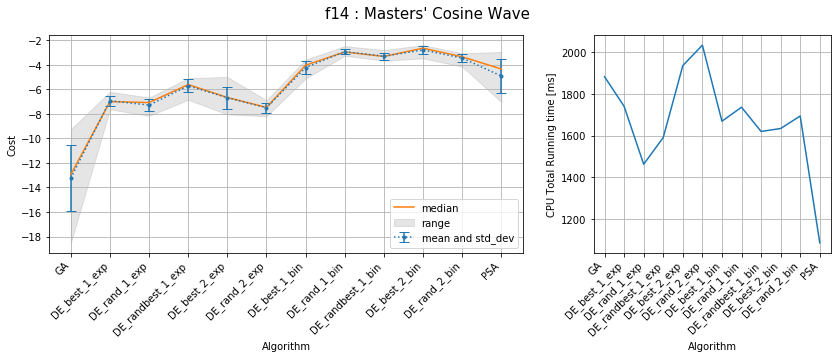 f14 : Masters' Cosine Wave
Cost
−2
−4
−6
−8
−10
−12
−14
−16
−18
median
range
mean and std_dev
GA
DE_best_1_exp
DE_rand_1_exp
DE_randbest_1_exp
DE_best_2_exp
DE_rand_2_exp
DE_best_1_bin
DE_rand_1_bin
DE_randbest_1_bin
DE_best_2_bin
DE_rand_2_bin
PSA
Algorithm
CPU Total Running time [ms]
2000
1800
1600
1400
1200
GA
DE_best_1_exp
DE_rand_1_exp
DE_randbest_1_exp
DE_best_2_exp
DE_rand_2_exp
DE_best_1_bin
DE_rand_1_bin
DE_randbest_1_bin
DE_best_2_bin
DE_rand_2_bin
PSA
Algorithm